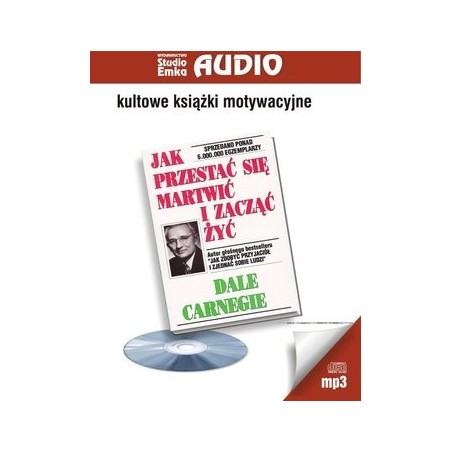 WYDAWNICTWO
Studio
Emka
AUDIO
kultowe książki motywacyjne
SPRZEDANO PONAD
6.000.000 EGZEMPLARZY
JAK
PRZESTAĆ SIĘ
MARTWIĆ
I ZACZĄĆ
ŻYĆ
Autor głośnego bestselleru
"JAK ZDOBYĆ PRZYJACIÓŁ
I ZJEDNAĆ SOBIE LUDZI"
DALE
CARNEGIE
mp3